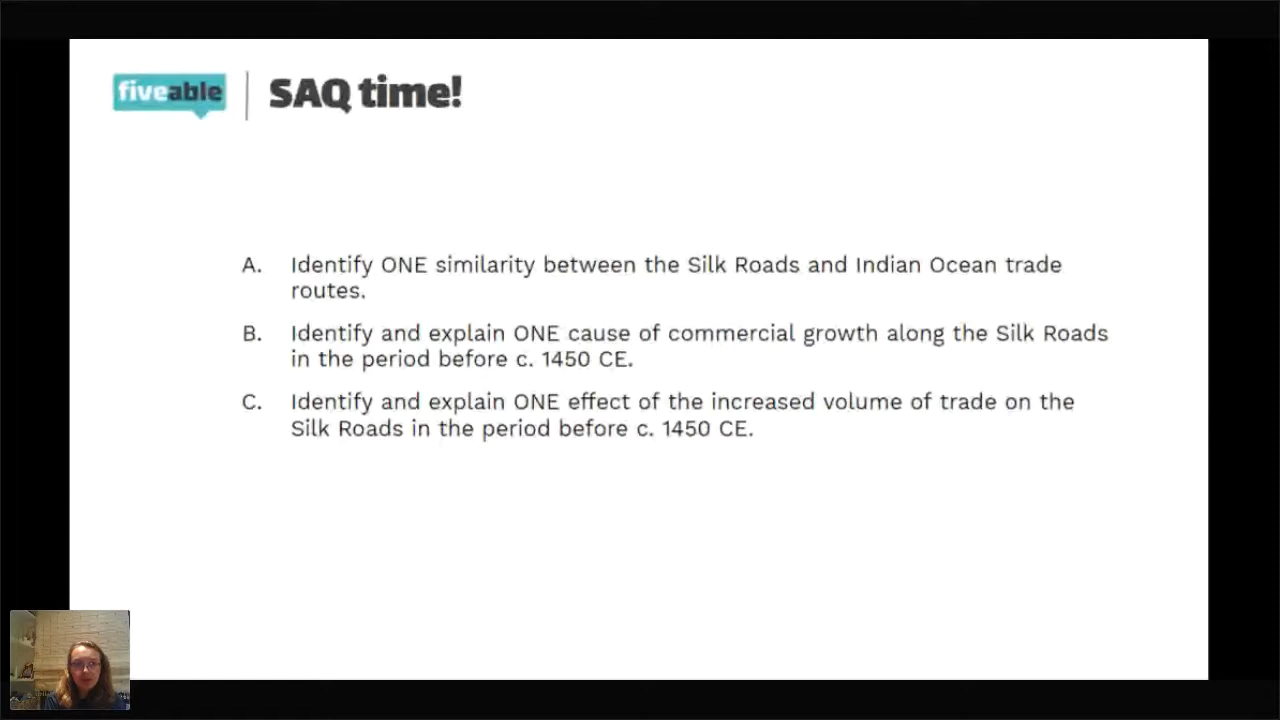 fiveable
SAQ time!
A. Identify ONE similarity between the Silk Roads and Indian Ocean trade
routes.
B. Identify and explain ONE cause of commercial growth along the Silk Roads
in the period before c. 1450 CE.
C. Identify and explain ONE effect of the increased volume of trade on the
Silk Roads in the period before c. 1450 CE.